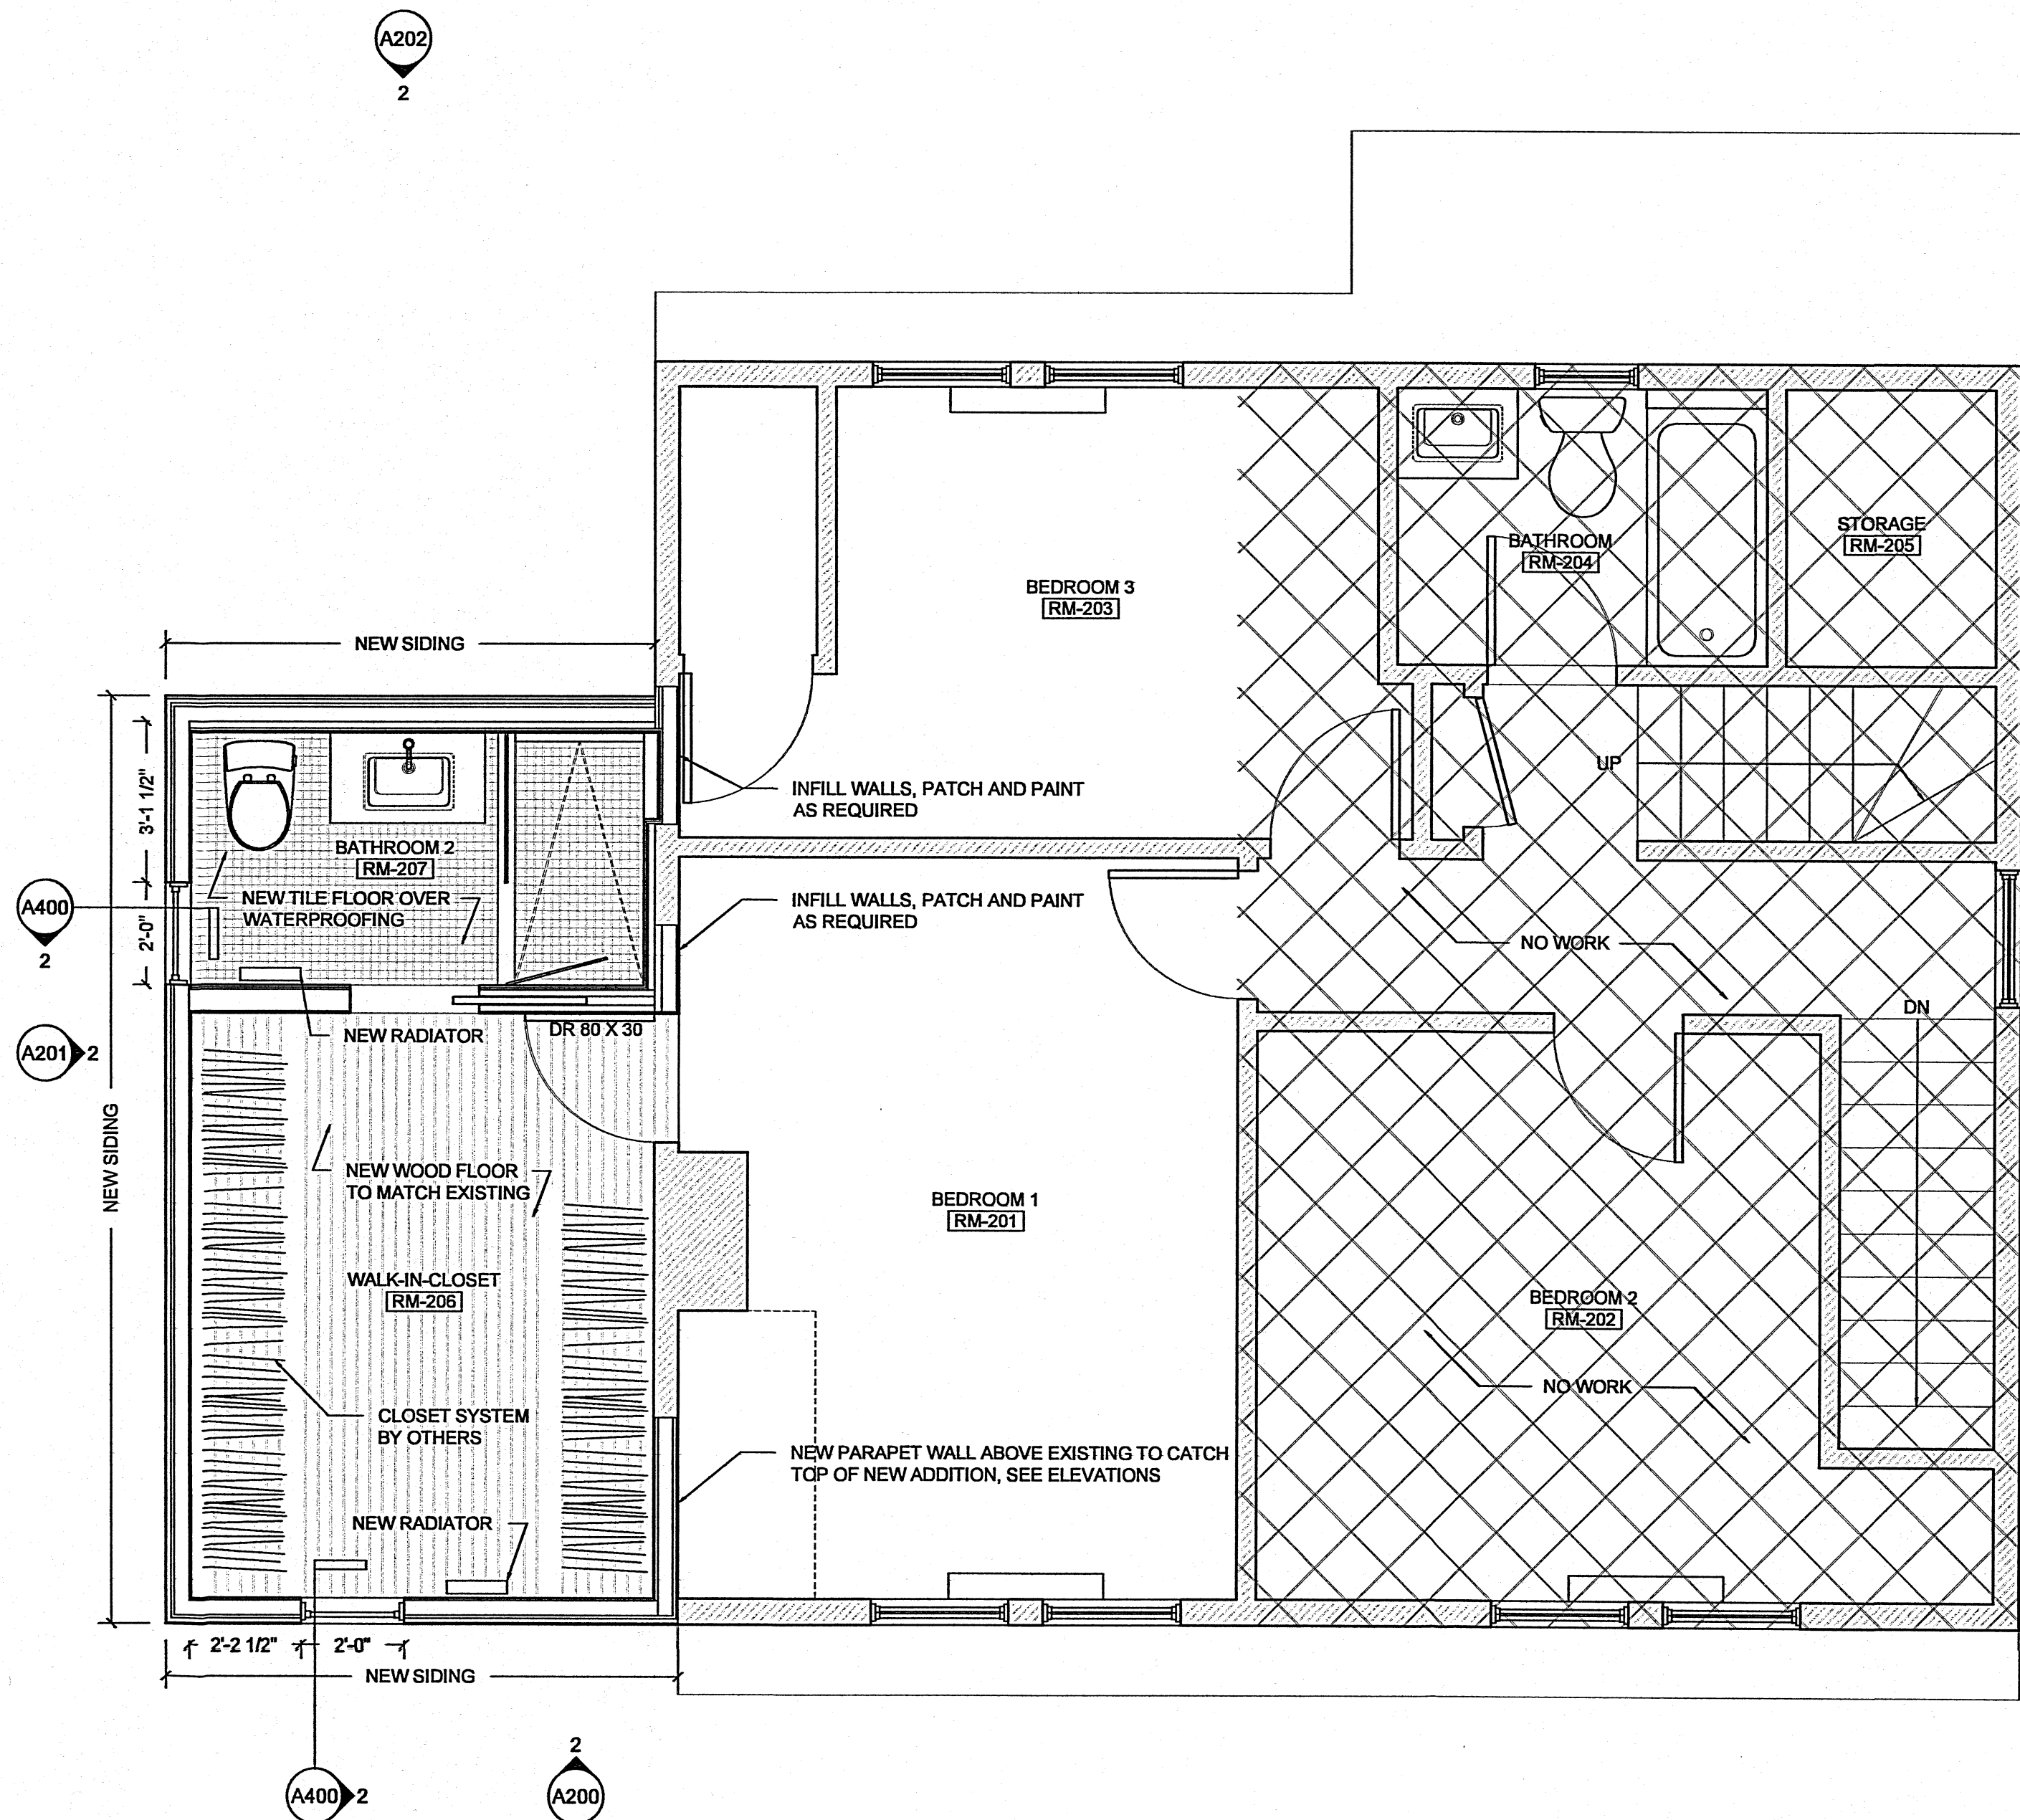 A202
2
BEDROOM 3
RM-203
BATHROOM
RM-204
STORAGE
RM-205
NEW SIDING
3'-1 1/2"
2'-0"
BATHROOM 2
RM-207
NEW TILE FLOOR OVER
WATERPROOFING
INFILL WALLS, PATCH AND PAINT
AS REQUIRED
INFILL WALLS, PATCH AND PAINT
AS REQUIRED
UP
NO WORK
DN
A400
2
A201
2
NEW SIDING
NEW RADIATOR
DR 80 X 30
NEW WOOD FLOOR
TO MATCH EXISTING
BEDROOM 1
RM-201
WALK-IN-CLOSET
RM-206
BEDROOM 2
RM-202
NO WORK
CLOSET SYSTEM
BY OTHERS
NEW PARAPET WALL ABOVE EXISTING TO CATCH
TOP OF NEW ADDITION, SEE ELEVATIONS
NEW RADIATOR
2'-2 1/2"
2'-0"
NEW SIDING
A400
2
2
A200